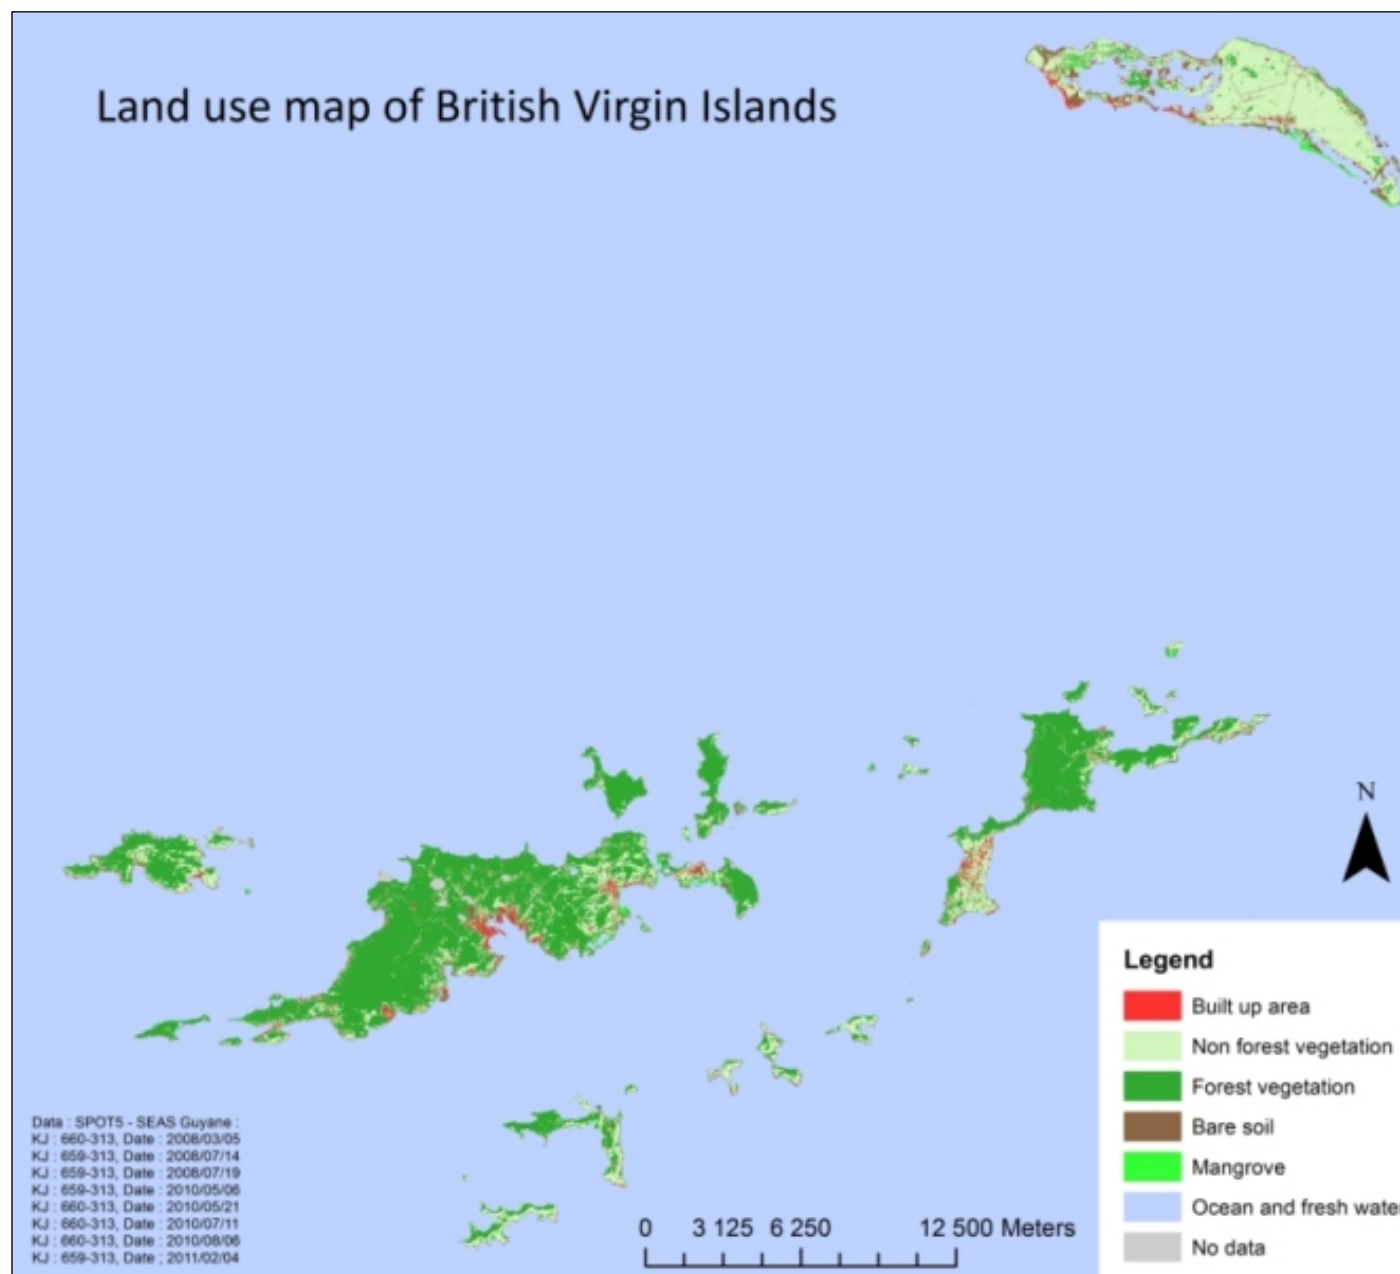 Land use map of British Virgin Islands
N
Legend
Built up area
Non forest vegetation
Forest vegetation
Bare soil
Mangrove
Ocean and fresh water
No data
Data : SPOT5 - SEAS Guyane :
KJ : 660-313, Date : 2008/03/05
KJ : 659-313, Date : 2008/07/14
KJ : 659-313, Date : 2008/07/19
KJ : 659-313, Date : 2010/05/06
KJ : 660-313, Date : 2010/05/21
KJ : 660-313, Date : 2010/07/11
KJ : 660-313, Date : 2010/08/06
KJ : 659-313, Date ; 2011/02/04
0 3 125 6 250 12 500 Meters